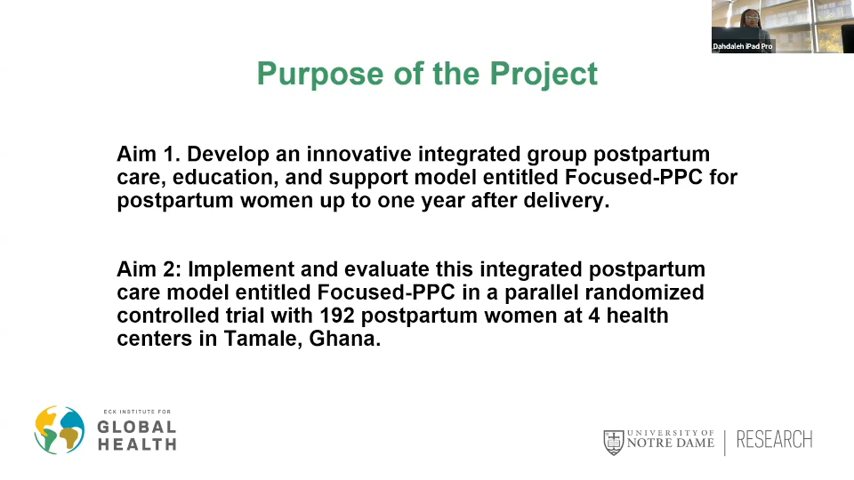 Dahdaleh iPad Pro
Purpose of the Project
Aim 1. Develop an innovative integrated group postpartum
care, education, and support model entitled Focused-PPC for
postpartum women up to one year after delivery.
Aim 2: Implement and evaluate this integrated postpartum
care model entitled Focused-PPC in a parallel randomized
controlled trial with 192 postpartum women at 4 health
centers in Tamale, Ghana.
ECK INSTITUTE FOR
GLOBAL
HEALTH
UNIVERSITY OF
NOTRE DAME
RESEARCH